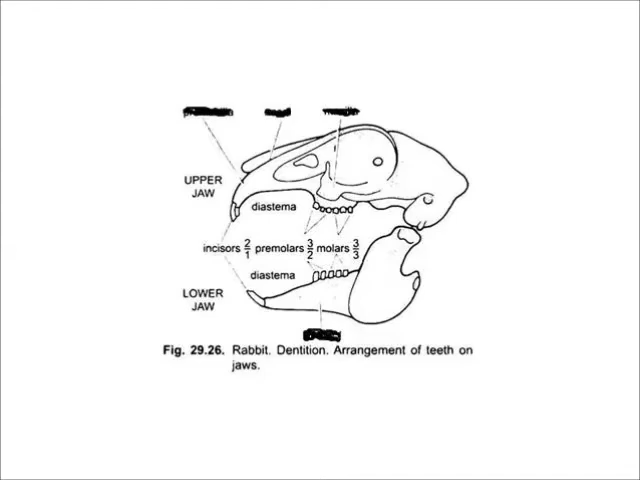 UPPER
JAW
diastema
incisors 2/1 premolars 3/2 molars 3/3
diastema
LOWER
JAW
Fig. 29.26. Rabbit. Dentition. Arrangement of teeth on
jaws.